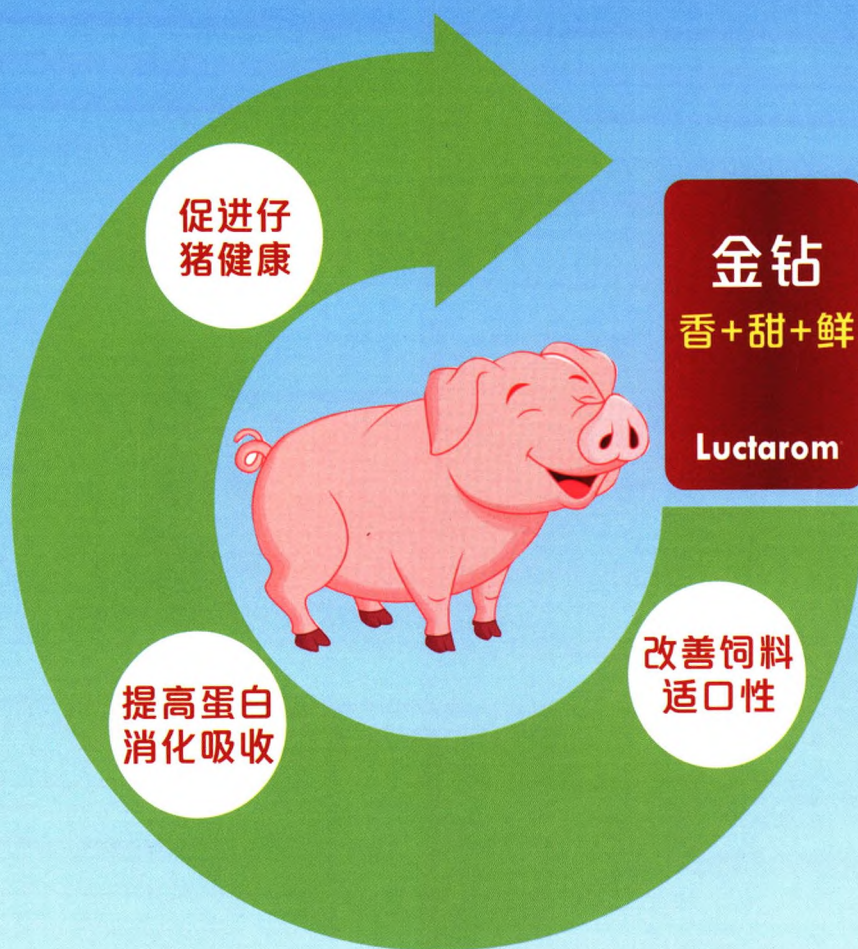 促进仔
猪健康
金钻
香+甜+鲜
Luctarom
改善饲料
适口性
提高蛋白
消化吸收